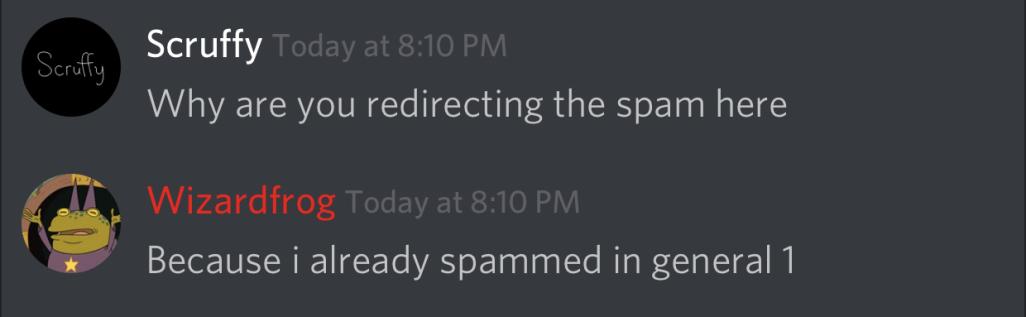 Scruffy
Scruffy Today at 8:10 PM
Why are you redirecting the spam here
Wizardfrog Today at 8:10 PM
Because i already spammed in general 1